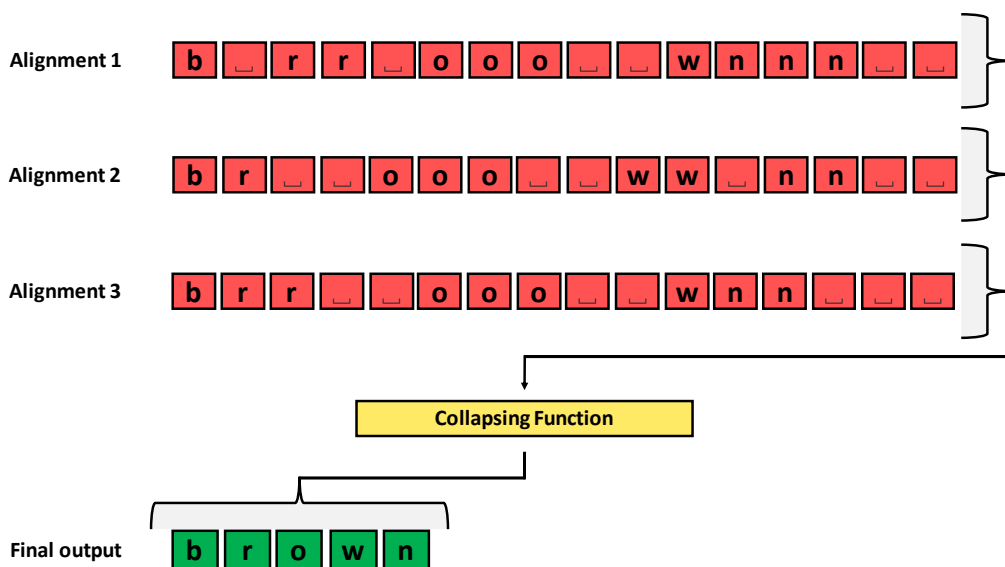 Alignment 1 b ␣ r r ␣ o o o ␣ ␣ w n n n ␣ ␣
Alignment 2 b r ␣ ␣ o o o ␣ ␣ w w ␣ n n ␣ ␣
Alignment 3 b r r ␣ ␣ o o o ␣ ␣ w n n ␣ ␣ ␣
Collapsing Function
Final output b r o w n